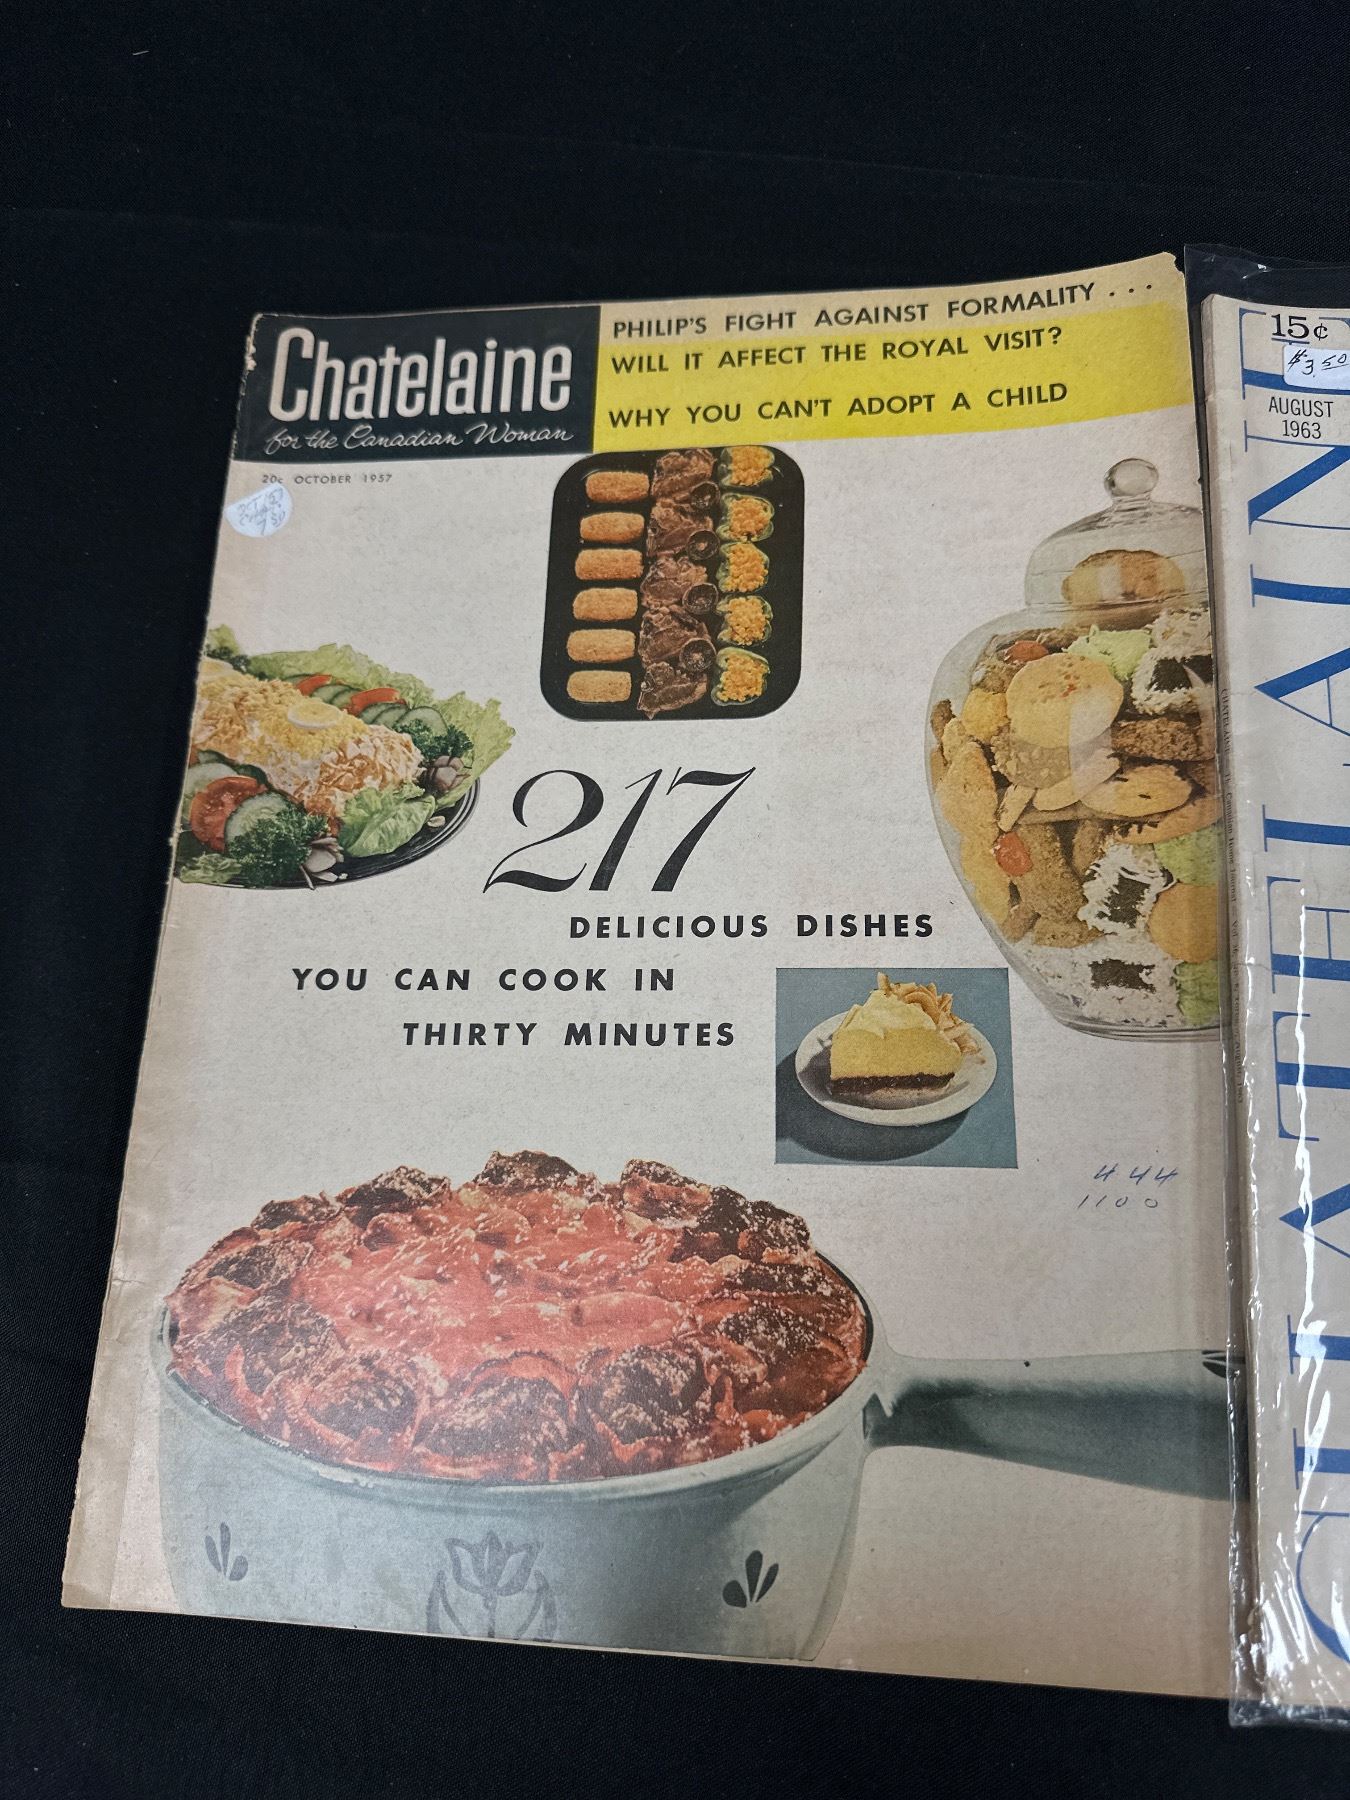 Chatelaine
for the Canadian Woman
PHILIP'S FIGHT AGAINST FORMALITY . . .
WILL IT AFFECT THE ROYAL VISIT?
WHY YOU CAN'T ADOPT A CHILD
20¢ OCTOBER 1957
217
DELICIOUS DISHES
YOU CAN COOK IN
THIRTY MINUTES
444
1100
15¢
$3.50
AUGUST
1963
CHATELAINE